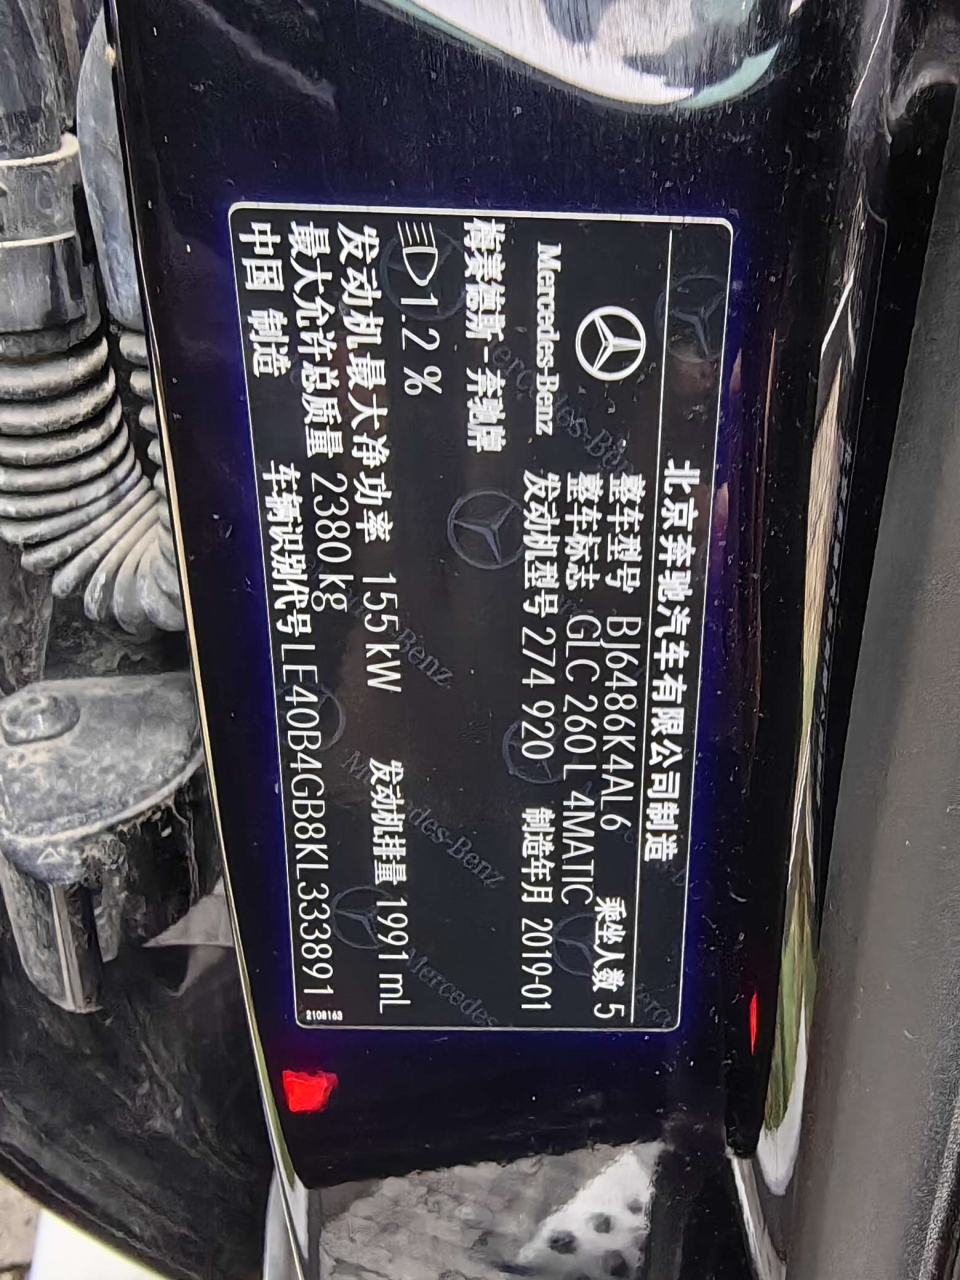 北京奔驰汽车有限公司制造
整车型号 BJ6486K4AL6 乘坐人数 5
整车标志 GLC 260 L 4MATIC
Mercedes-Benz
发动机型号 274 920 制造年月 2019-01
梅赛德斯-奔驰牌
1.2 %
发动机最大净功率 155 kW 发动机排量 1991 mL
最大允许总质量 2380 kg
中国 制造 车辆识别代号 LE40B4GB8KL333891
2108163